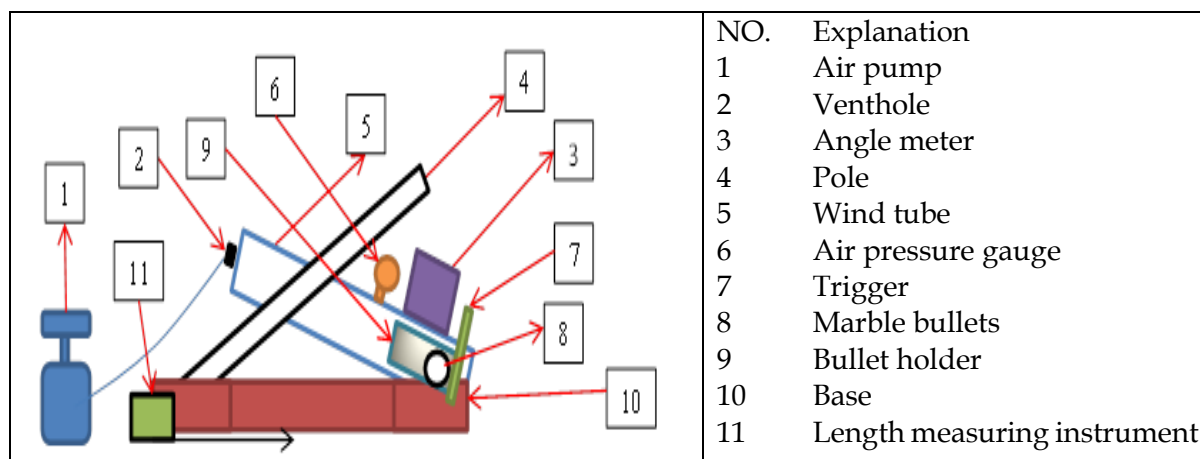 6
4
2
9
5
3
1
11
7
8
10
NO. Explanation
1 Air pump
2 Venthole
3 Angle meter
4 Pole
5 Wind tube
6 Air pressure gauge
7 Trigger
8 Marble bullets
9 Bullet holder
10 Base
11 Length measuring instrument